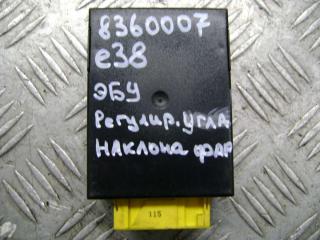 8360007
e38
ЭБУ
Регулир. угла
наклона фар
115